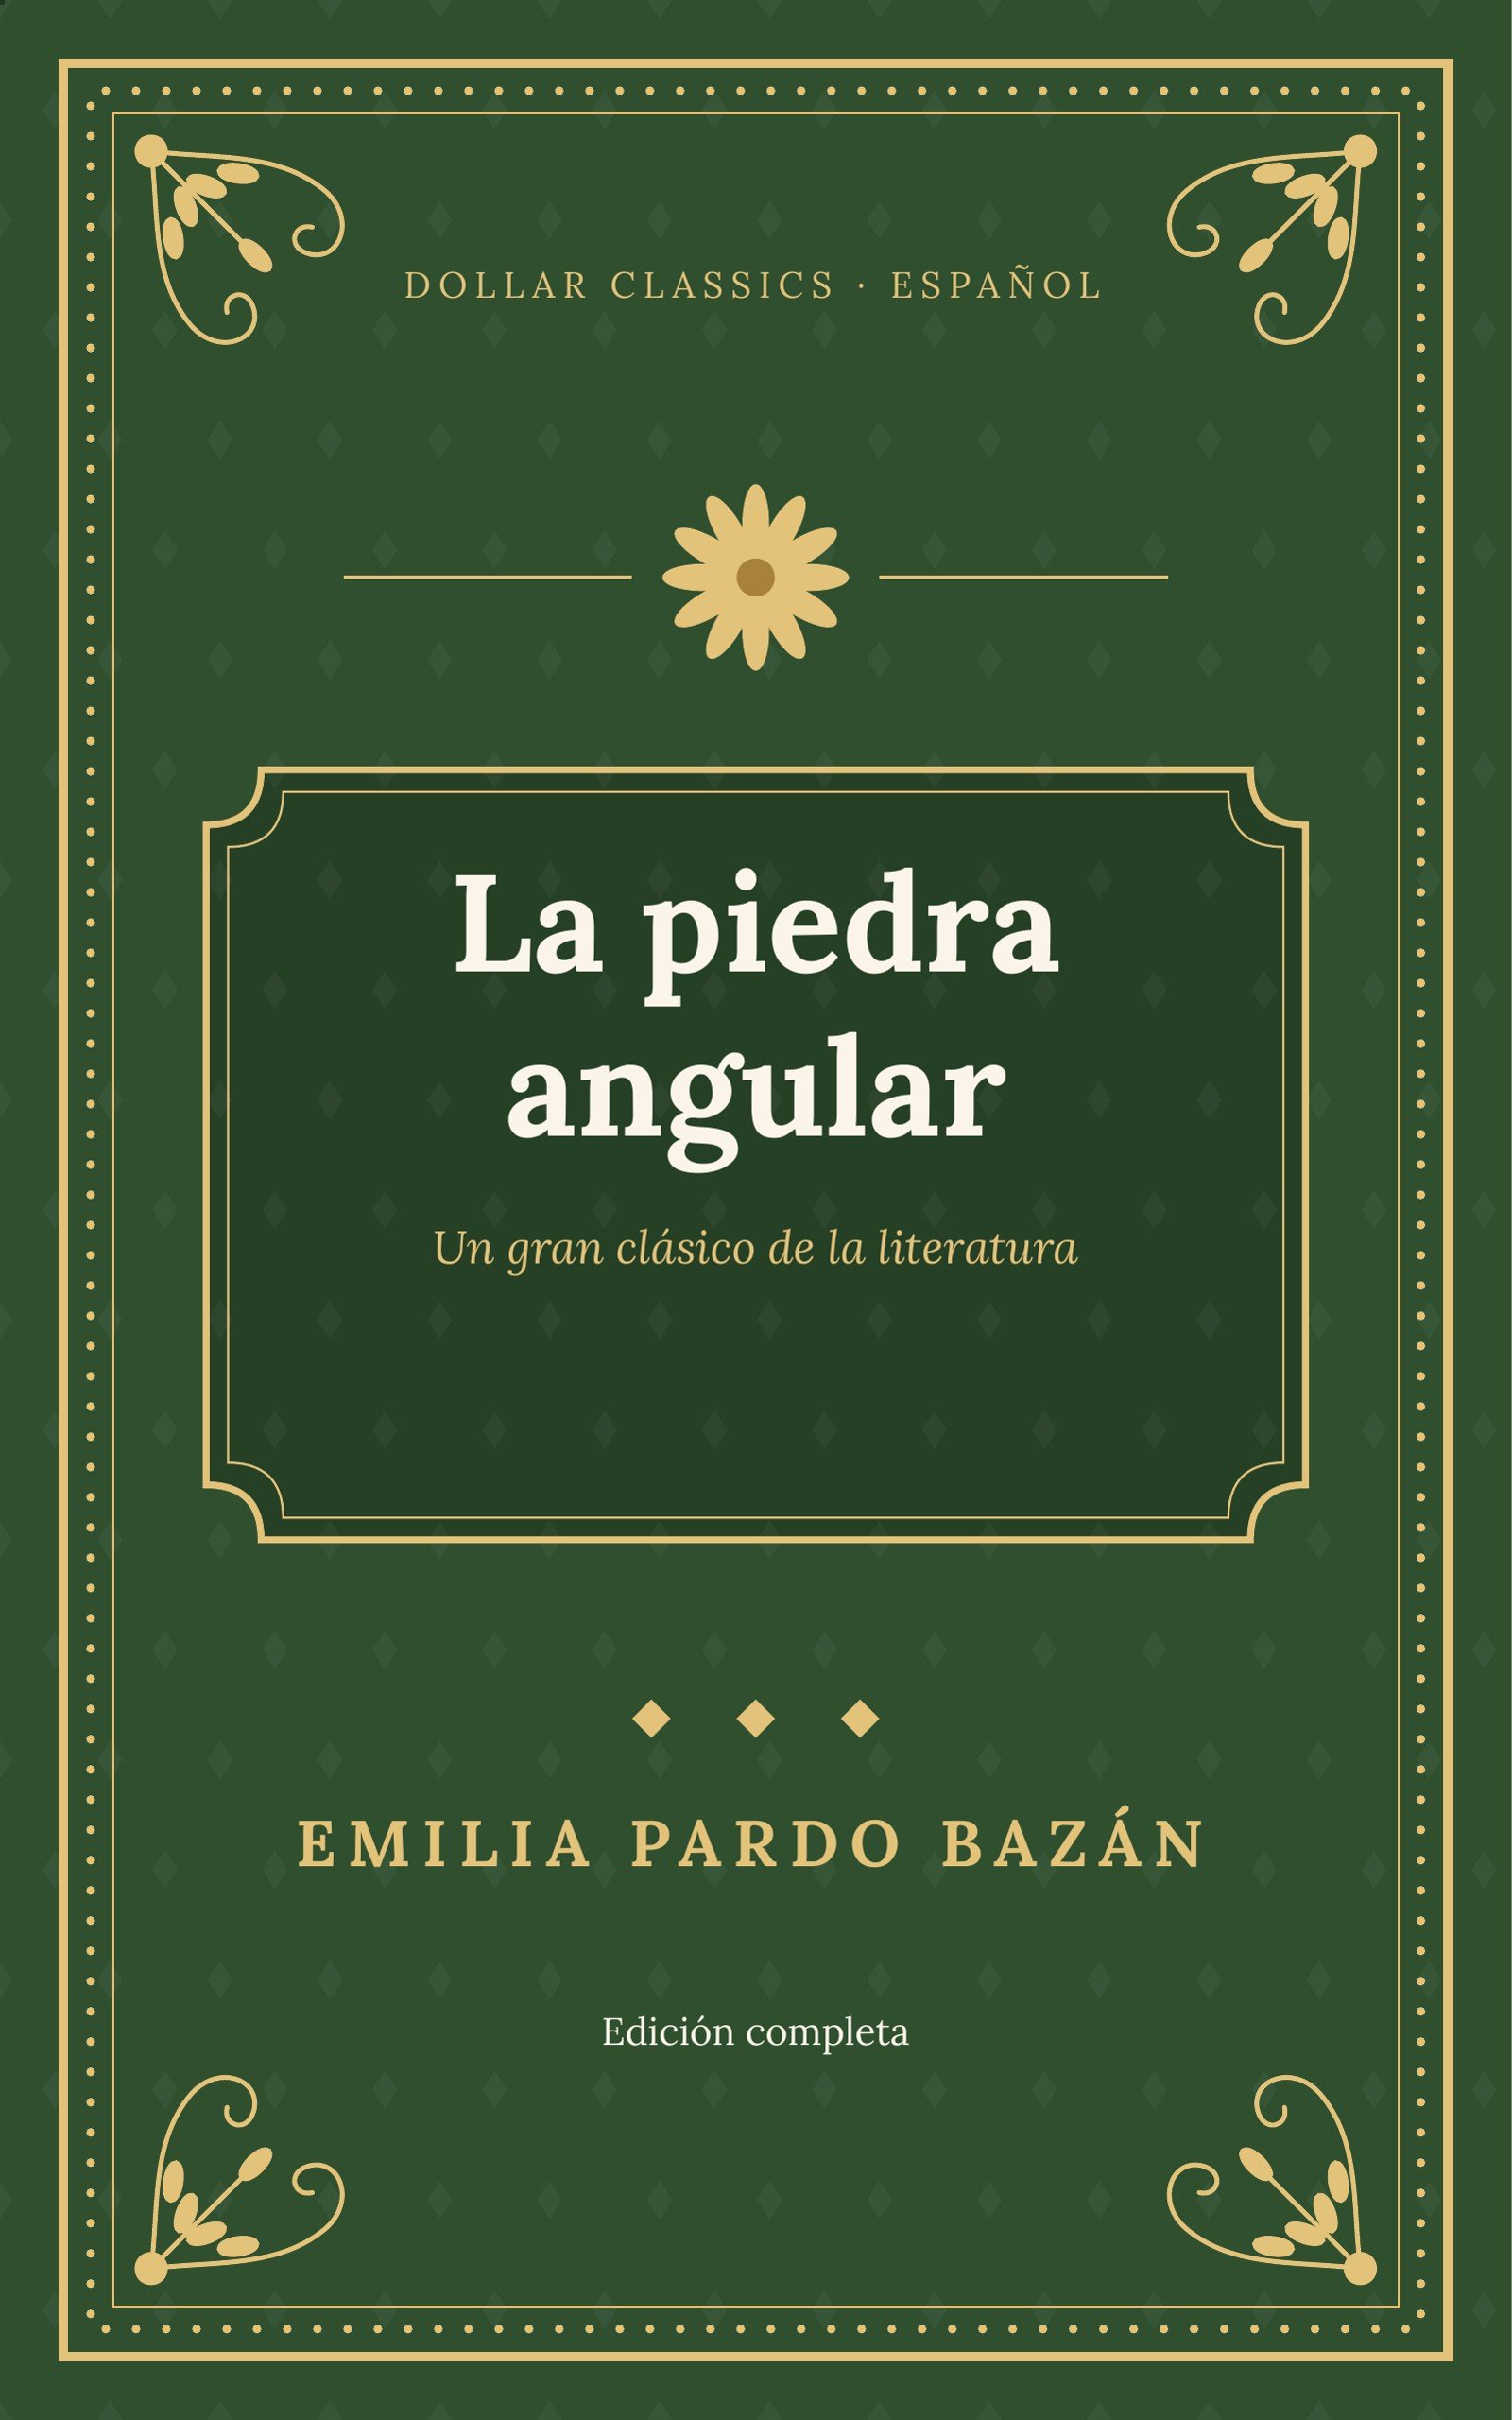 DOLLAR CLASSICS · ESPAÑOL
La piedra
angular
Un gran clásico de la literatura
EMILIA PARDO BAZÁN
Edición completa